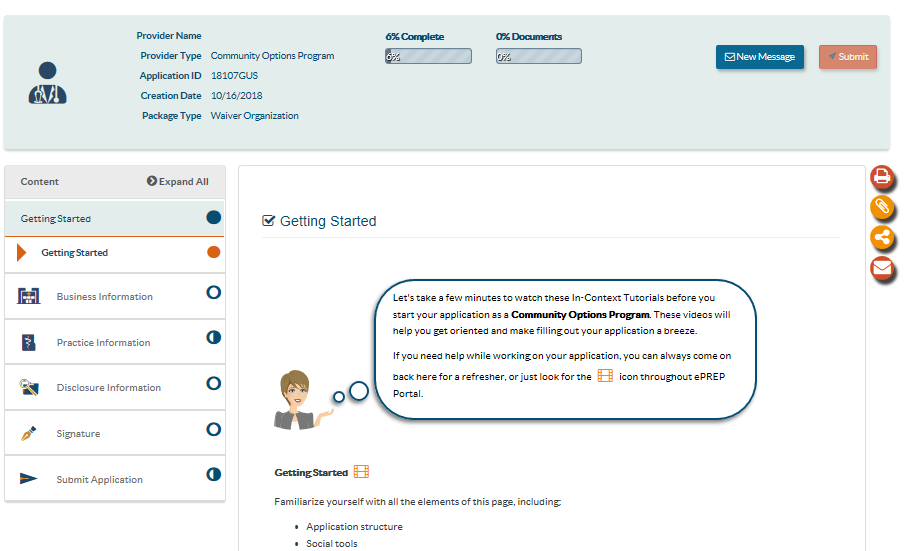 Provider Name
6% Complete
0% Documents
Provider Type Community Options Program
6%
0%
New Message
Submit
Application ID 18107GUS
Creation Date 10/16/2018
Package Type Waiver Organization
Content
Expand All
Getting Started
Getting Started
Business Information
Practice Information
Disclosure Information
Signature
Submit Application
Getting Started
Let's take a few minutes to watch these In-Context Tutorials before you
start your application as a Community Options Program. These videos will
help you get oriented and make filling out your application a breeze.
If you need help while working on your application, you can always come on
back here for a refresher, or just look for the icon throughout ePREP
Portal.
Getting Started
Familiarize yourself with all the elements of this page, including:
• Application structure
• Social tools